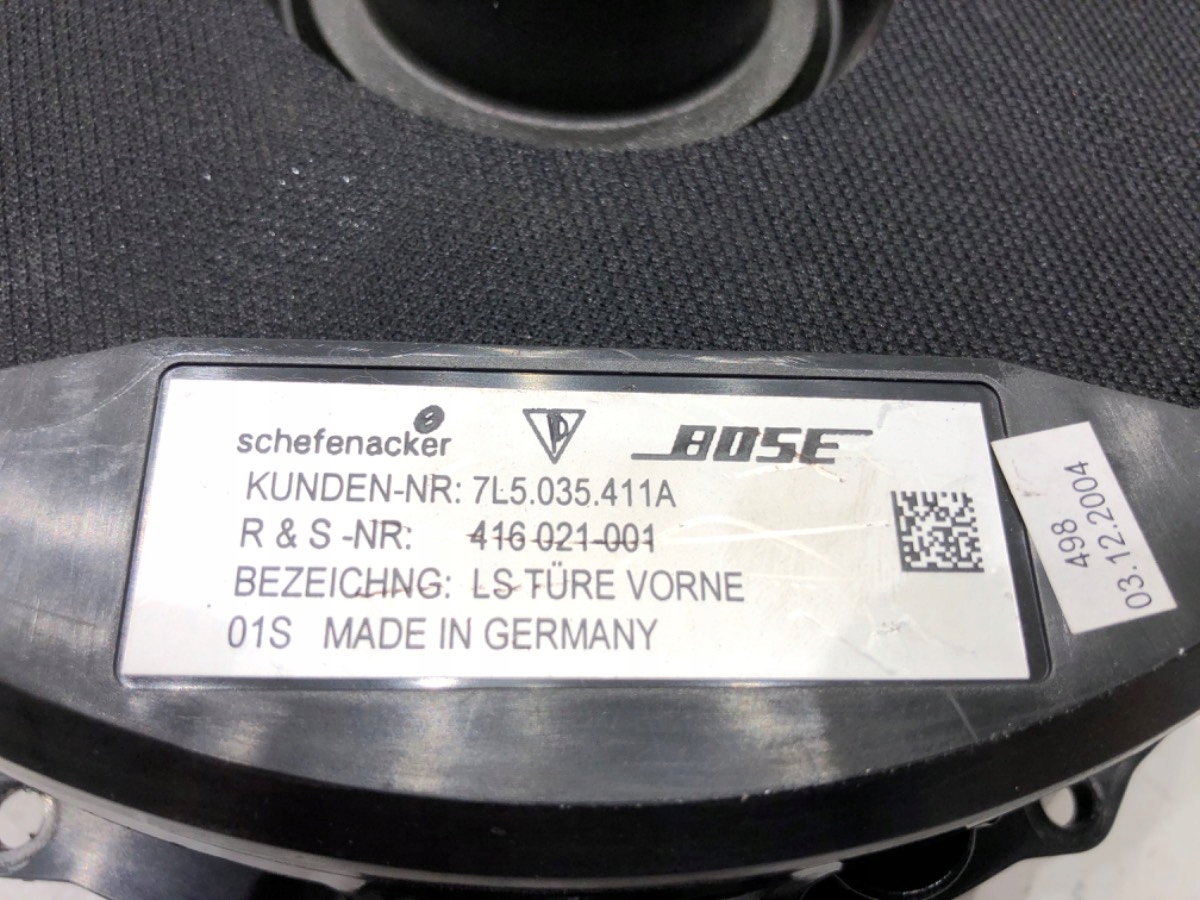 schefenacker BOSE
KUNDEN-NR: 7L5.035.411A
R & S -NR: 416 021-001
BEZEICHNG: LS TÜRE VORNE
01S MADE IN GERMANY
498
03.12.2004